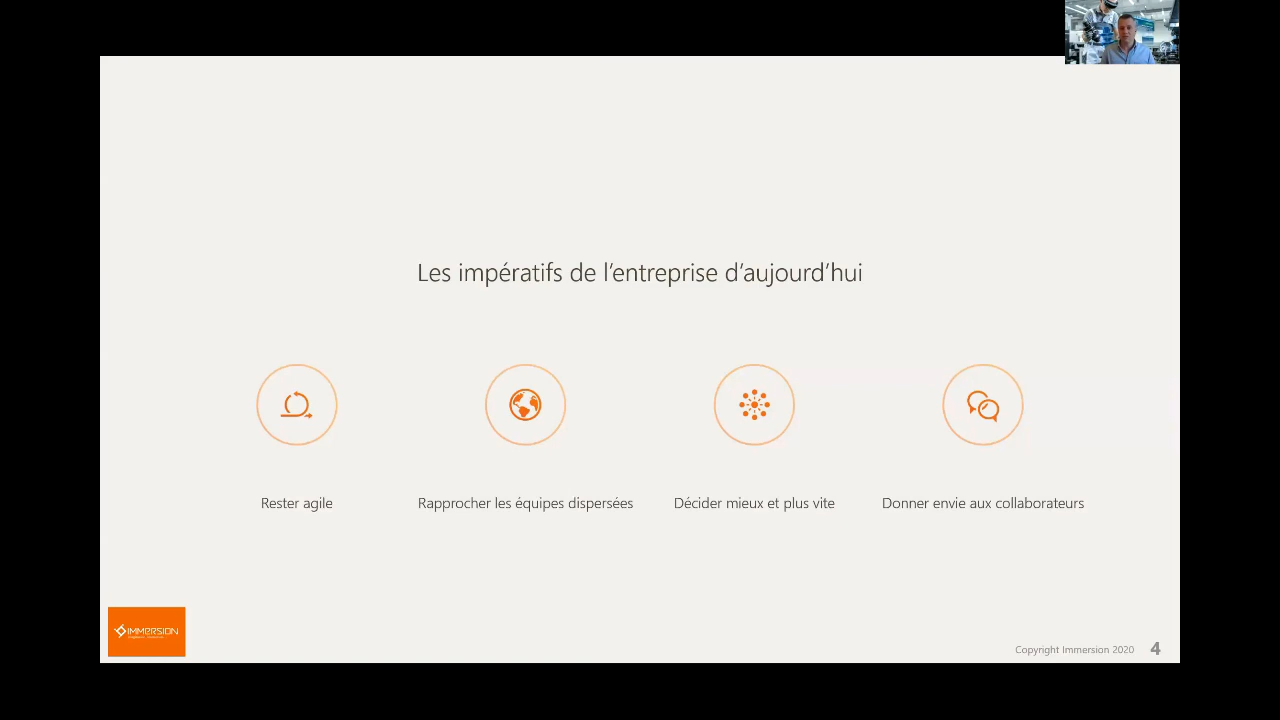 Les impératifs de l’entreprise d’aujourd’hui
Rester agile
Rapprocher les équipes dispersées
Décider mieux et plus vite
Donner envie aux collaborateurs
IMMERSION
Copyright Immersion 2020
4